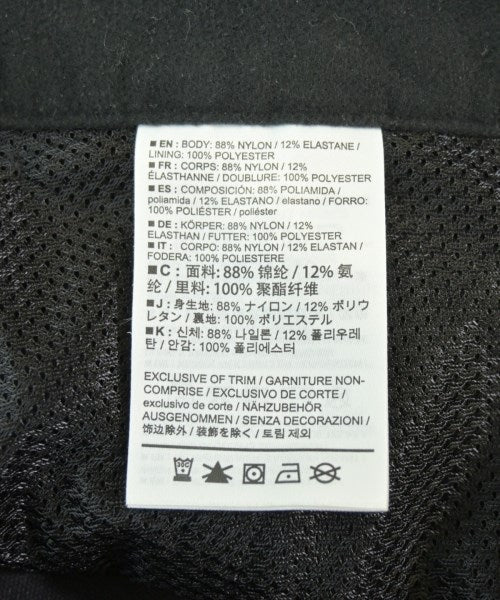 ■ EN: BODY: 88% NYLON / 12% ELASTANE /
LINING: 100% POLYESTER
■ FR: CORPS: 88% NYLON / 12%
ÉLASTHANNE / DOUBLURE: 100% POLYESTER
■ ES: COMPOSICIÓN: 88% POLIAMIDA /
poliamida / 12% ELASTANO / elastano / FORRO:
100% POLIÉSTER / poliéster
■ DE: KÖRPER: 88% NYLON / 12%
ELASTHAN / FUTTER: 100% POLYESTER
■ IT: CORPO: 88% NYLON / 12% ELASTAN /
FODERA: 100% POLIESTERE
■ C: 面料: 88% 锦纶 / 12% 氨
纶 / 里料: 100% 聚酯纤维
■ J: 身生地: 88% ナイロン / 12% ポリウ
レタン / 裏地: 100% ポリエステル
■ K: 신체: 88% 나일론 / 12% 폴리우레
탄 / 안감: 100% 폴리에스터
EXCLUSIVE OF TRIM / GARNITURE NON-
COMPRISE / EXCLUSIVO DE CORTE /
exclusivo de corte / NÄHZUBEHÖR
AUSGENOMMEN / SENZA DECORAZIONI /
饰边除外 / 装飾を除く / 트림 제외
30C